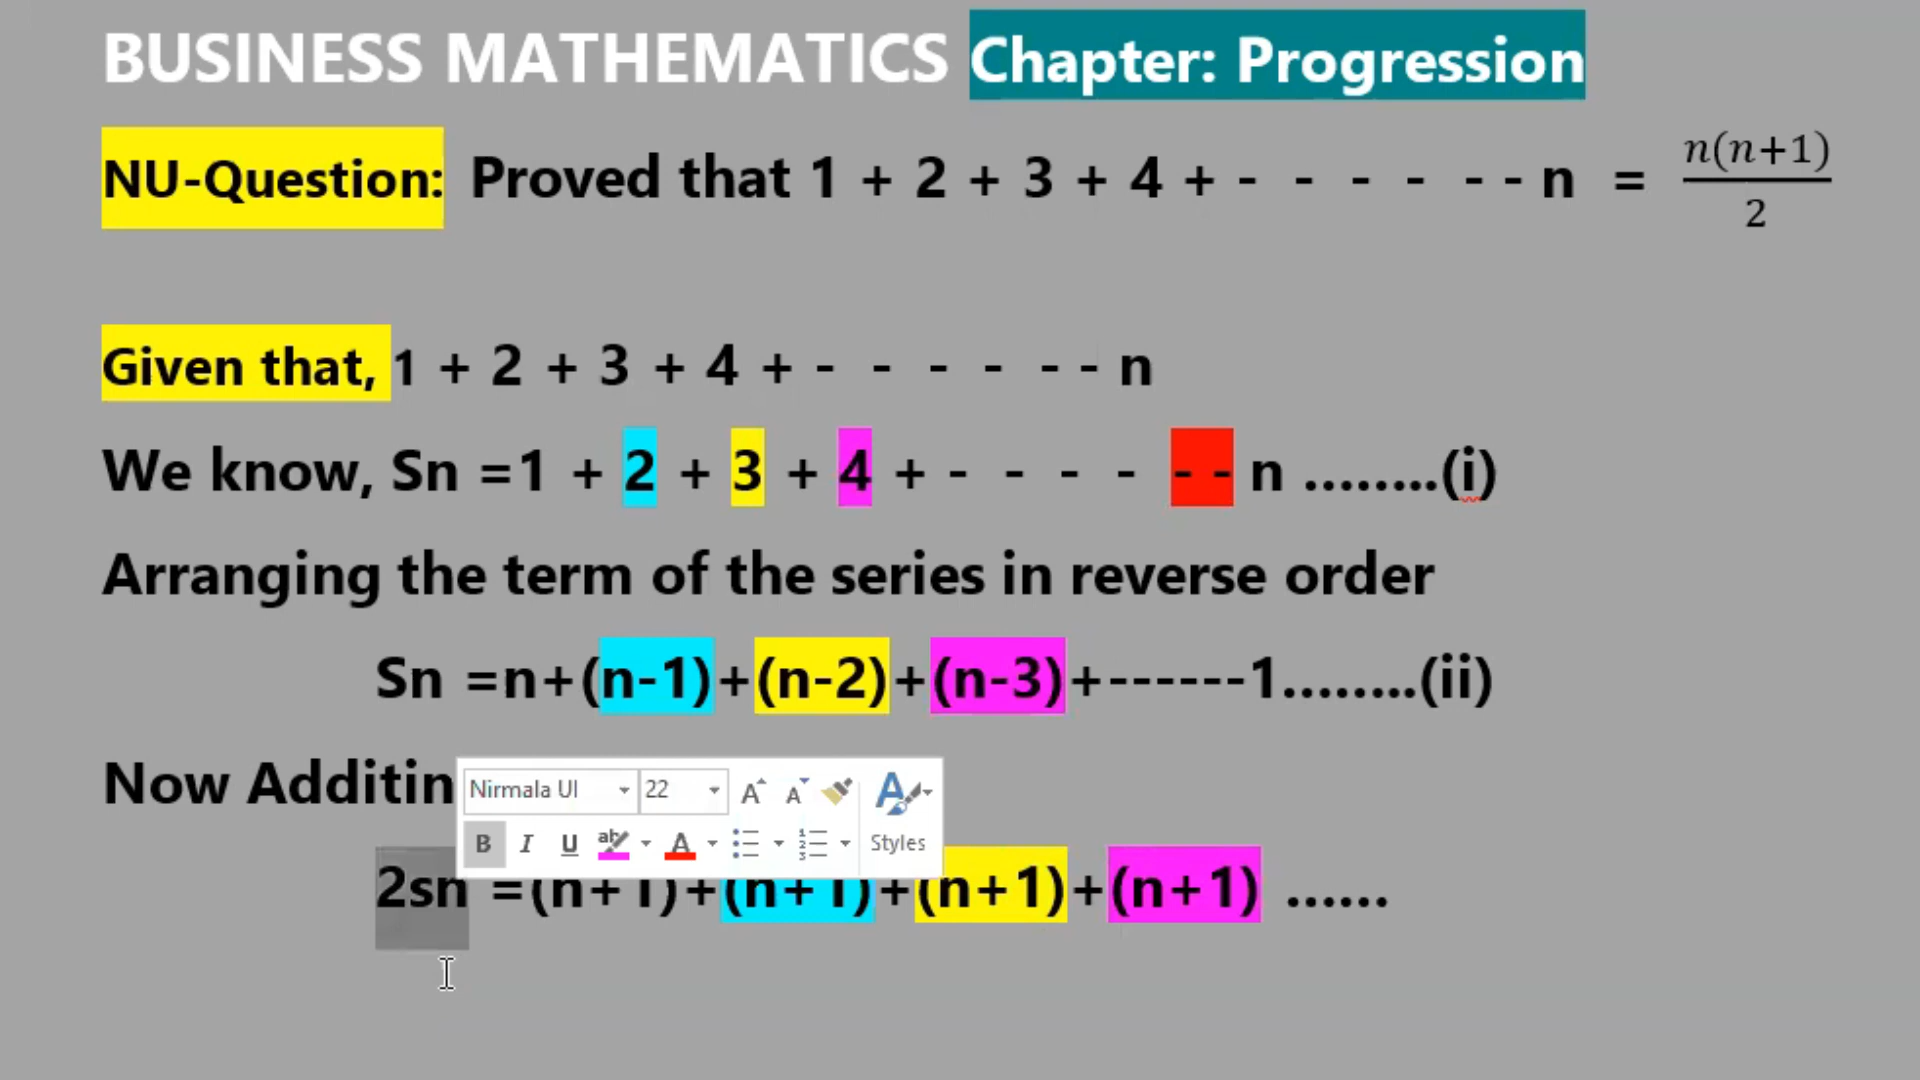 BUSINESS MATHEMATICS Chapter: Progression
NU-Question: Proved that 1 + 2 + 3 + 4 + - - - - - - n = n(n+1)/2
Given that, 1 + 2 + 3 + 4 + - - - - - - n
We know, Sn =1 + 2 + 3 + 4 + - - - - - - n ........(i)
Arranging the term of the series in reverse order
Sn =n+(n-1)+(n-2)+(n-3)+------1........(ii)
Now Additin
Nirmala UI 22
B I U ab A Styles
2sn =(n+1)+(n+1)+(n+1)+(n+1) ......